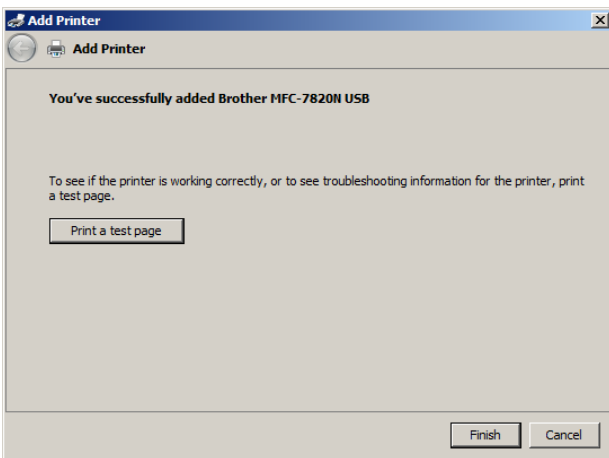 Add Printer
Add Printer
You've successfully added Brother MFC-7820N USB
To see if the printer is working correctly, or to see troubleshooting information for the printer, print
a test page.
Print a test page
Finish Cancel